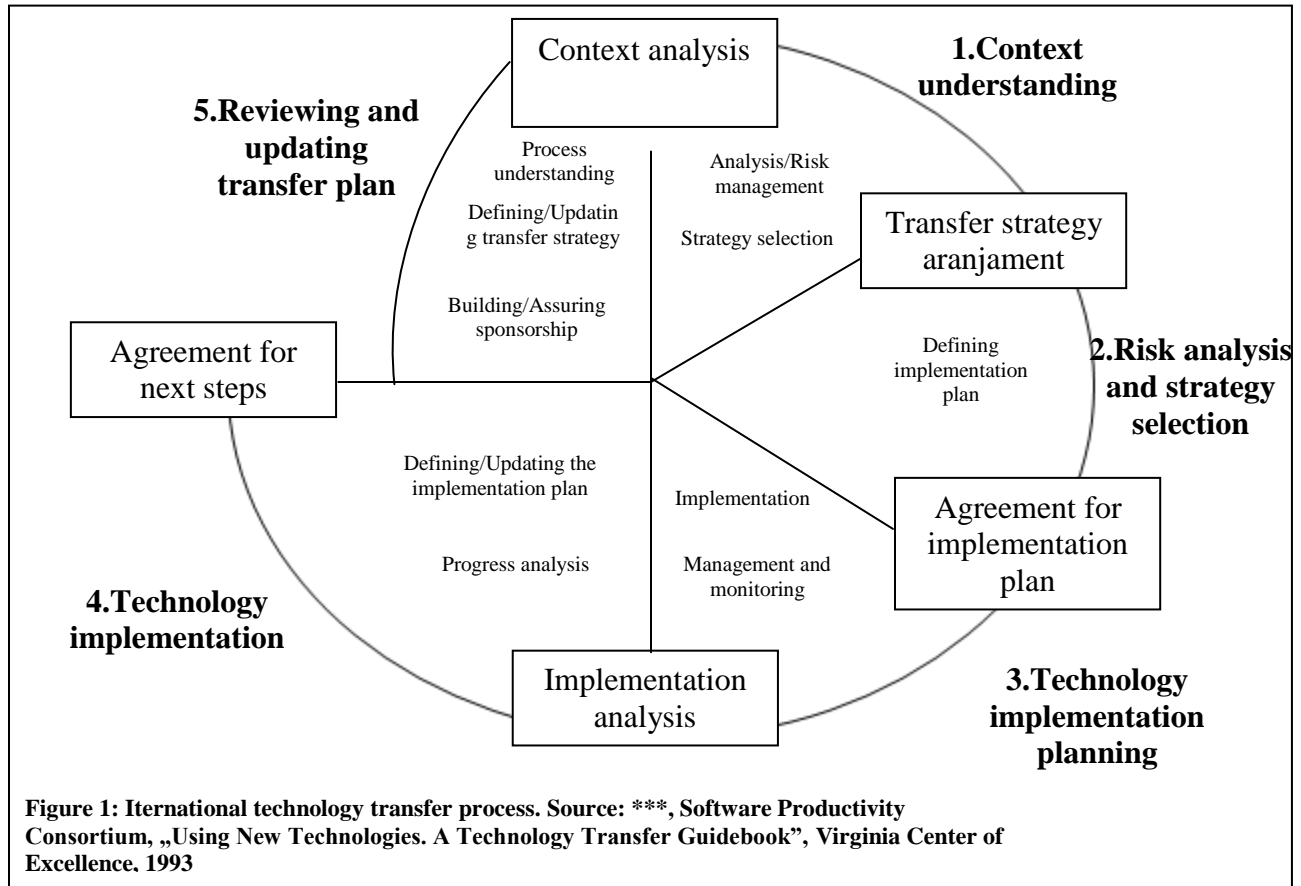 Context analysis
1.Context
understanding
5.Reviewing and
updating
transfer plan
Process
understanding
Analysis/Risk
management
Defining/Updatin
g transfer strategy
Strategy selection
Transfer strategy
aranjament
Building/Assuring
sponsorship
Agreement for
next steps
Defining
implementation
plan
2.Risk analysis
and strategy
selection
Defining/Updating the
implementation plan
Implementation
Agreement for
implementation
plan
Progress analysis
Management and
monitoring
4.Technology
implementation
Implementation
analysis
3.Technology
implementation
planning
Figure 1: Iternational technology transfer process. Source: ***, Software Productivity
Consortium, „Using New Technologies. A Technology Transfer Guidebook”, Virginia Center of
Excellence, 1993